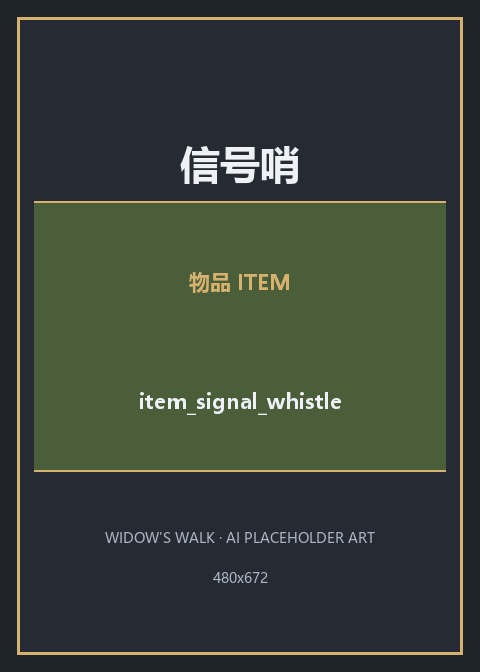 信号哨
物品 ITEM
item_signal_whistle
WIDOW'S WALK · AI PLACEHOLDER ART
480x672